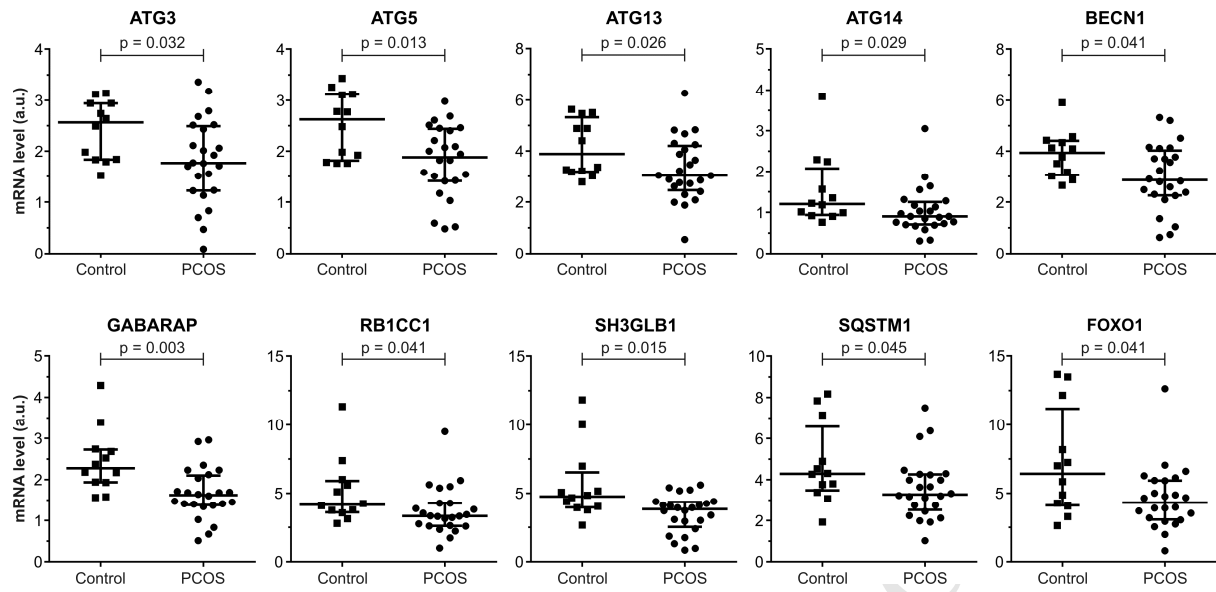 ATG3 ATG5 ATG13 ATG14 BECN1
p = 0.032 p = 0.013 p = 0.026 p = 0.029 p = 0.041
mRNA level (a.u.)
4 4 8 5 8
3 3 6 4 6
2 2 4 3 4
1 1 2 2 2
0 0 0 1 0
0
Control PCOS Control PCOS Control PCOS Control PCOS Control PCOS
GABARAP RB1CC1 SH3GLB1 SQSTM1 FOXO1
p = 0.003 p = 0.041 p = 0.015 p = 0.045 p = 0.041
mRNA level (a.u.)
5 15 15 10 15
4 10 10 8 10
3 5 5 6 5
2 0 0 4 0
1 2
0 0
Control PCOS Control PCOS Control PCOS Control PCOS Control PCOS